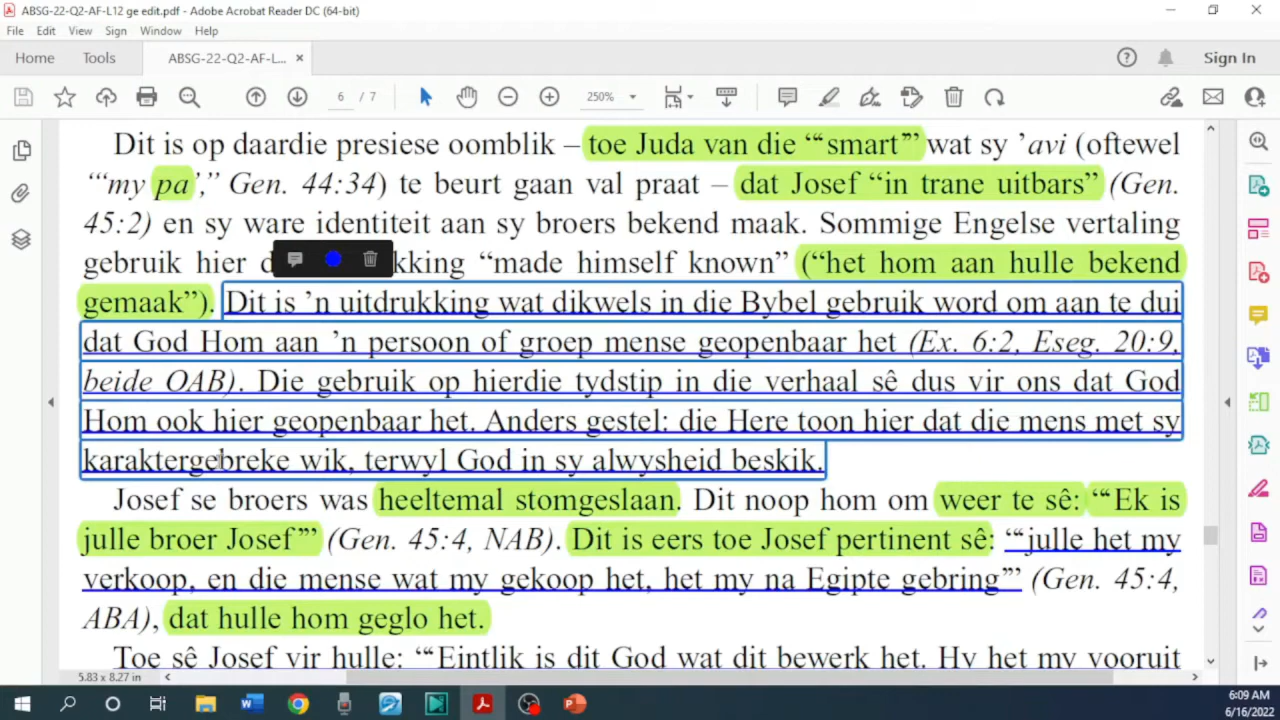 ABSG-22-Q2-AF-L12 ge edit.pdf - Adobe Acrobat Reader DC (64-bit)
File Edit View Sign Window Help
Home Tools ABSG-22-Q2-AF-L... × Sign In
6 / 7 250%
Dit is op daardie presiese oomblik – toe Juda van die “‘smart’” wat sy ’avi (oftewel
“‘my pa’,” Gen. 44:34) te beurt gaan val praat – dat Josef “in trane uitbars” (Gen.
45:2) en sy ware identiteit aan sy broers bekend maak. Sommige Engelse vertaling
gebruik hier d kking “made himself known” (“het hom aan hulle bekend
gemaak”). Dit is ’n uitdrukking wat dikwels in die Bybel gebruik word om aan te dui
dat God Hom aan ’n persoon of groep mense geopenbaar het (Ex. 6:2, Eseg. 20:9,
beide OAB). Die gebruik op hierdie tydstip in die verhaal sê dus vir ons dat God
Hom ook hier geopenbaar het. Anders gestel: die Here toon hier dat die mens met sy
karaktergebreke wik, terwyl God in sy alwysheid beskik.
Josef se broers was heeltemal stomgeslaan. Dit noop hom om weer te sê: “‘Ek is
julle broer Josef’” (Gen. 45:4, NAB). Dit is eers toe Josef pertinent sê: “‘julle het my
verkoop, en die mense wat my gekoop het, het my na Egipte gebring’” (Gen. 45:4,
ABA), dat hulle hom geglo het.
Toe sê Josef vir hulle: “‘Eintlik is dit God wat dit bewerk het. Hy het my vooruit
5.83 x 8.27 in
6:09 AM
6/16/2022